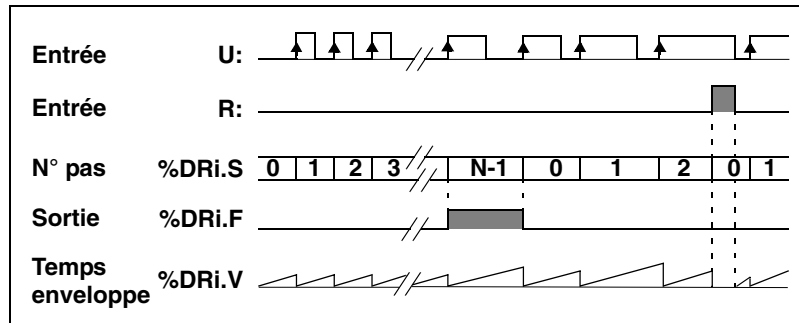 Entrée U:
Entrée R:
N° pas %DRi.S 0 1 2 3 N-1 0 1 2 0 1
Sortie %DRi.F
Temps
enveloppe %DRi.V